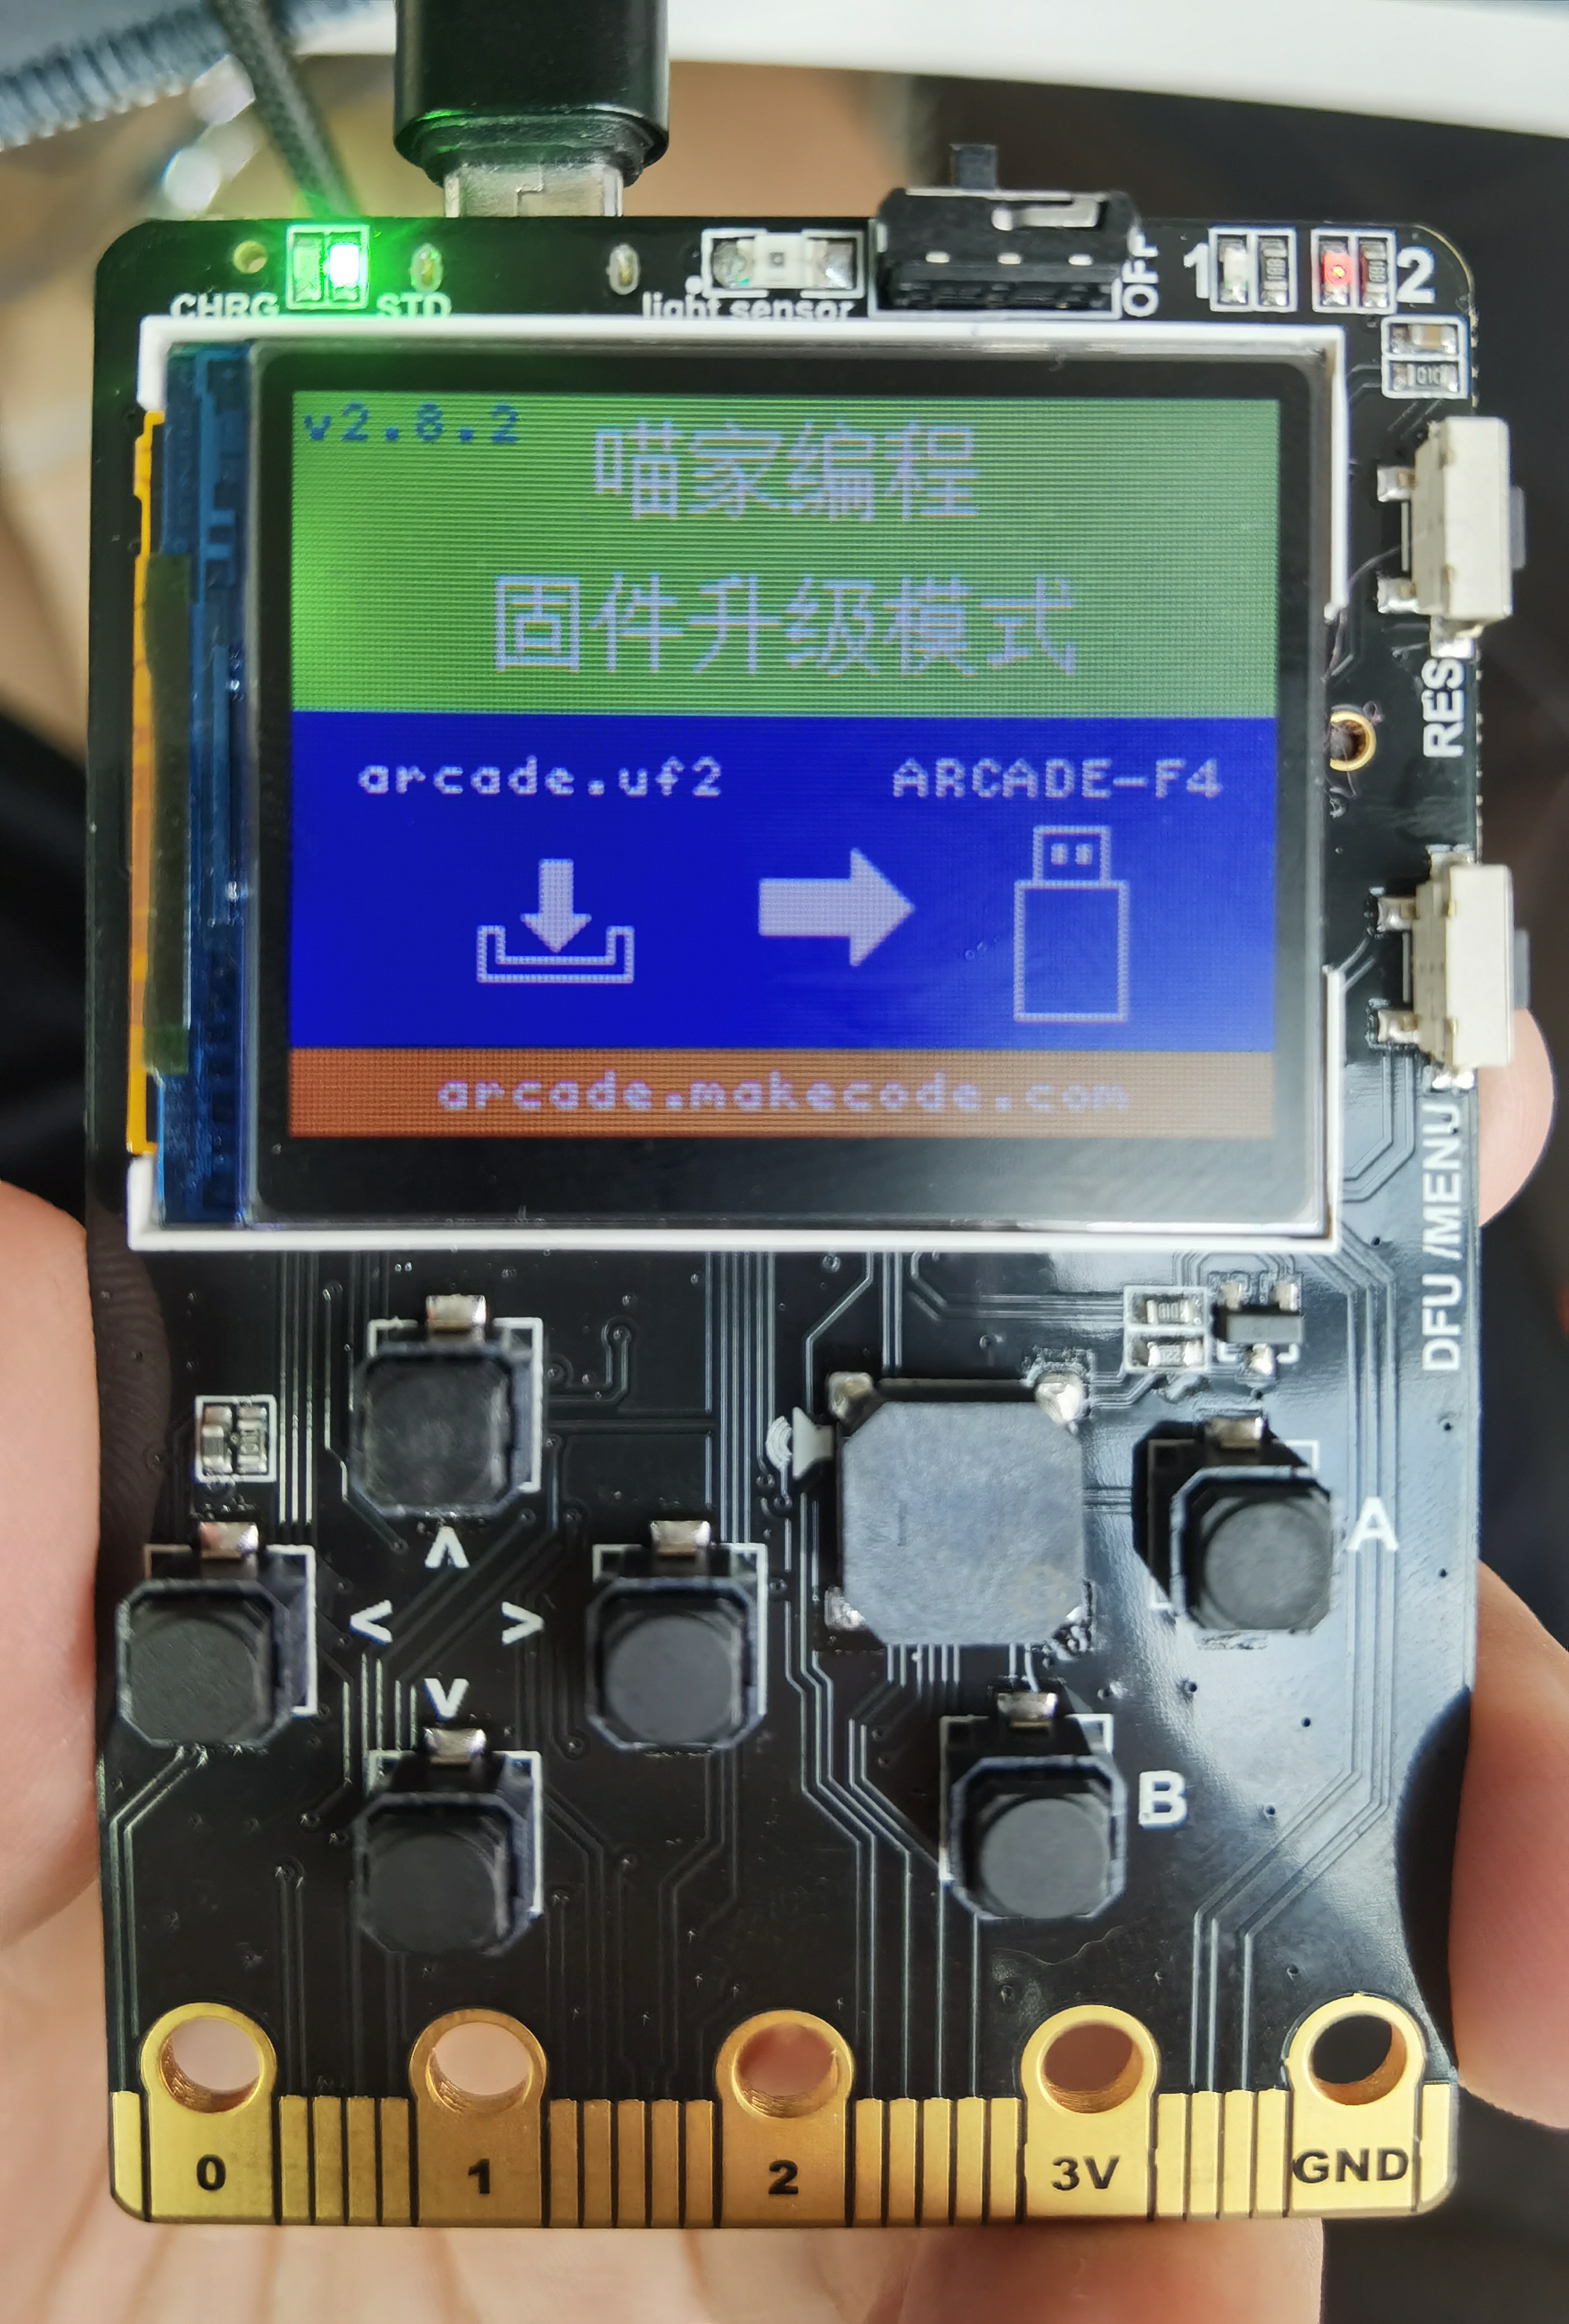 CHRG STD light sensor OFF 1 2
v2.8.2
喵家编程
固件升级模式
arcade.uf2 ARCADE-F4
arcade.makecode.com
RES
DFU /MENU
^
< >
v
A
B
0 1 2 3V GND